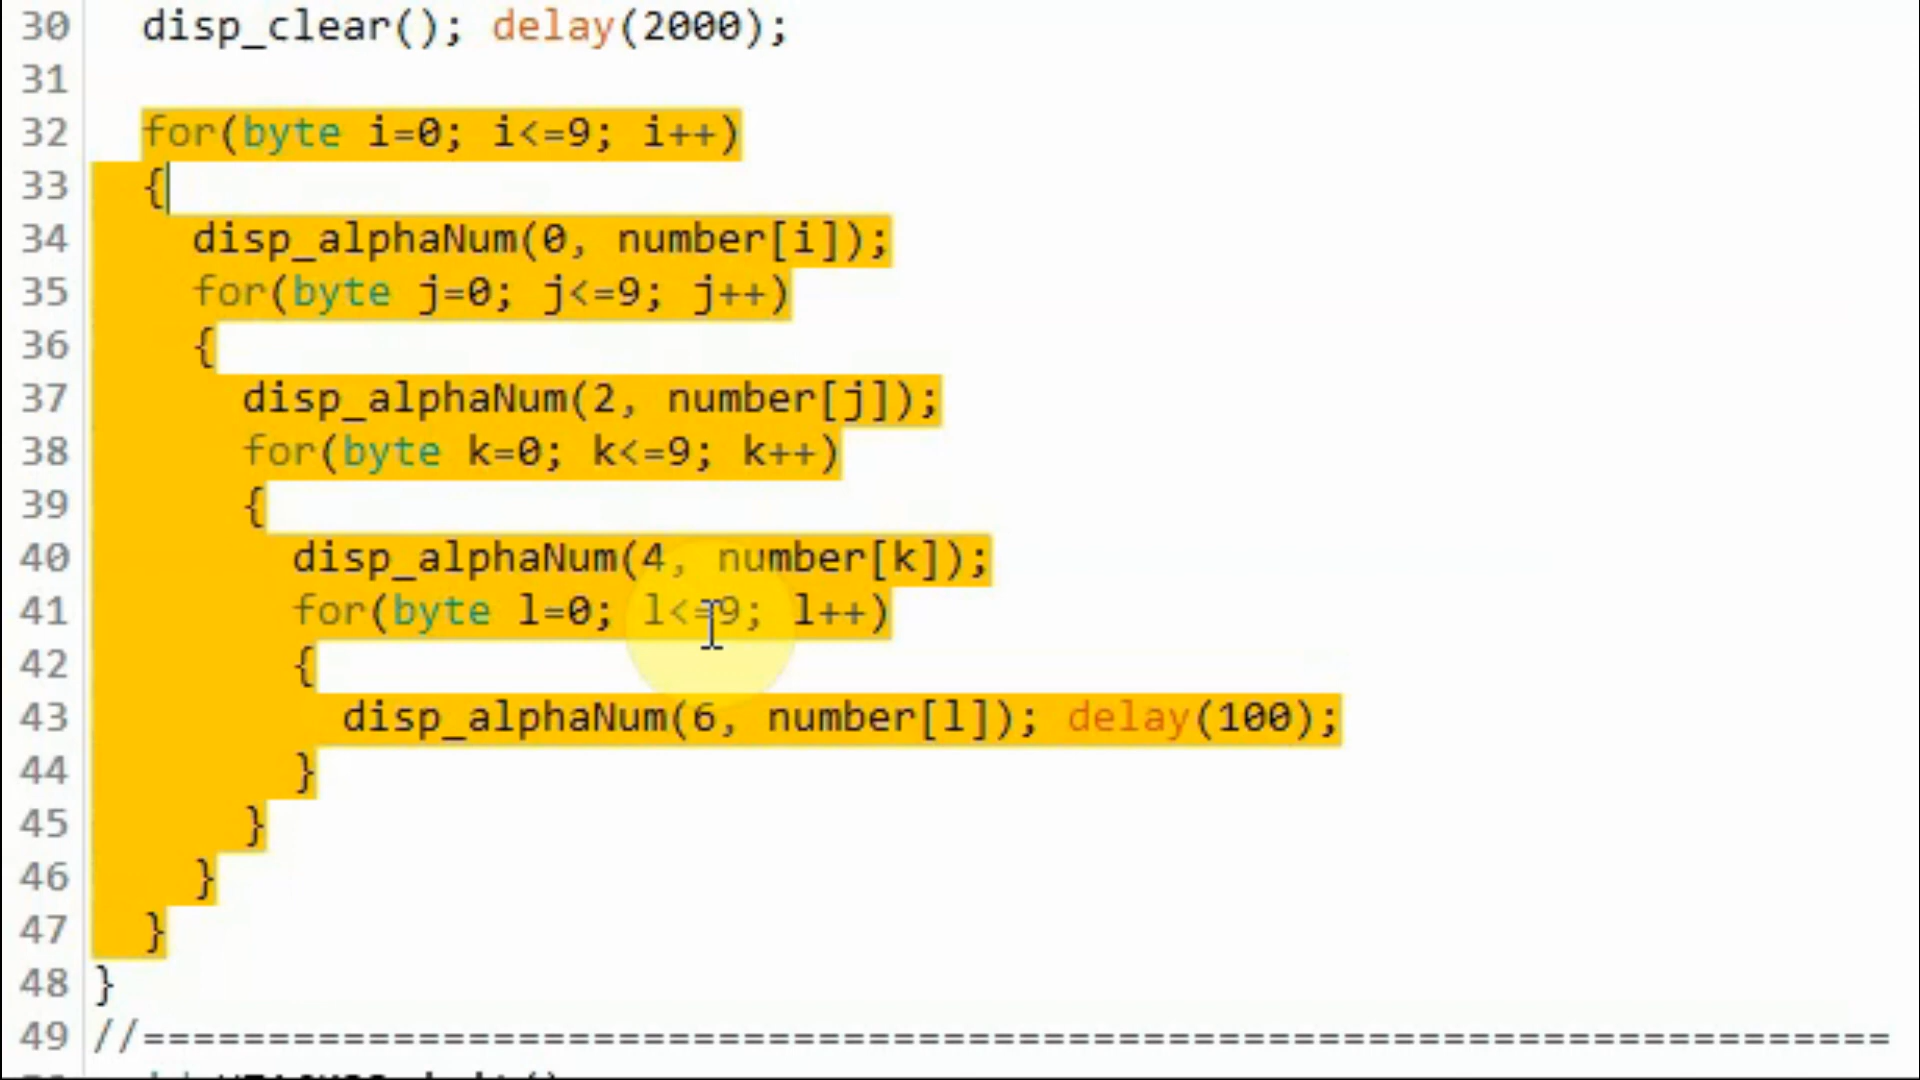 30 disp_clear(); delay(2000);
31
32 for(byte i=0; i<=9; i++)
33 {
34 disp_alphaNum(0, number[i]);
35 for(byte j=0; j<=9; j++)
36 {
37 disp_alphaNum(2, number[j]);
38 for(byte k=0; k<=9; k++)
39 {
40 disp_alphaNum(4, number[k]);
41 for(byte l=0; l<=9; l++)
42 {
43 disp_alphaNum(6, number[l]); delay(100);
44 }
45 }
46 }
47 }
48 }
49 //======================================================================